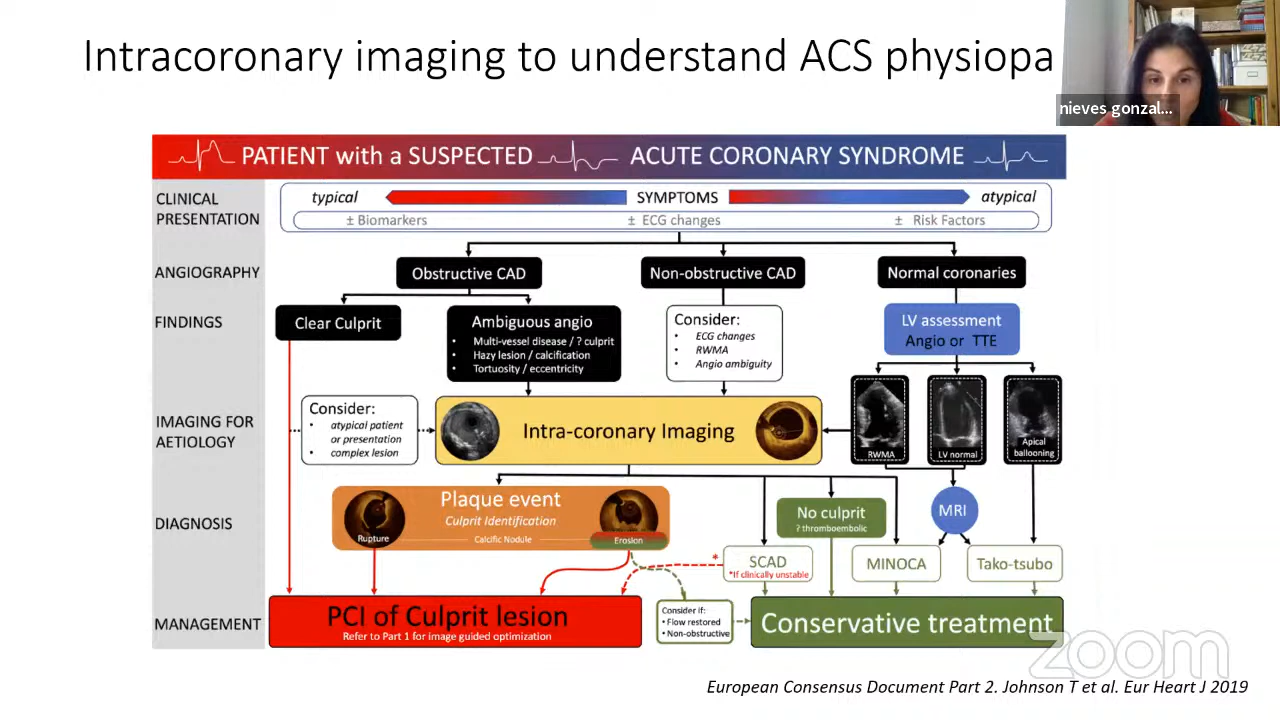 Intracoronary imaging to understand ACS physiopa
nieves gonzal...
PATIENT with a SUSPECTED ACUTE CORONARY SYNDROME
CLINICAL
PRESENTATION
typical SYMPTOMS atypical
± Biomarkers ± ECG changes ± Risk Factors
ANGIOGRAPHY
Obstructive CAD
Non-obstructive CAD
Normal coronaries
FINDINGS
Clear Culprit
Ambiguous angio
• Multi-vessel disease / ? culprit
• Hazy lesion / calcification
• Tortuosity / eccentricity
Consider:
• ECG changes
• RWMA
• Angio ambiguity
LV assessment
Angio or TTE
IMAGING FOR
AETIOLOGY
Consider:
• atypical patient
or presentation
• complex lesion
Intra-coronary Imaging
RWMA
LV normal
Apical
ballooning
DIAGNOSIS
Plaque event
Culprit Identification
Rupture
Calcific Nodule
Erosion
No culprit
? thromboembolic
MRI
*
SCAD
*If clinically unstable
MINOCA
Tako-tsubo
MANAGEMENT
PCI of Culprit lesion
Refer to Part 1 for image guided optimization
Consider if:
• Flow restored
• Non-obstructive
Conservative treatment
zoom
European Consensus Document Part 2. Johnson T et al. Eur Heart J 2019